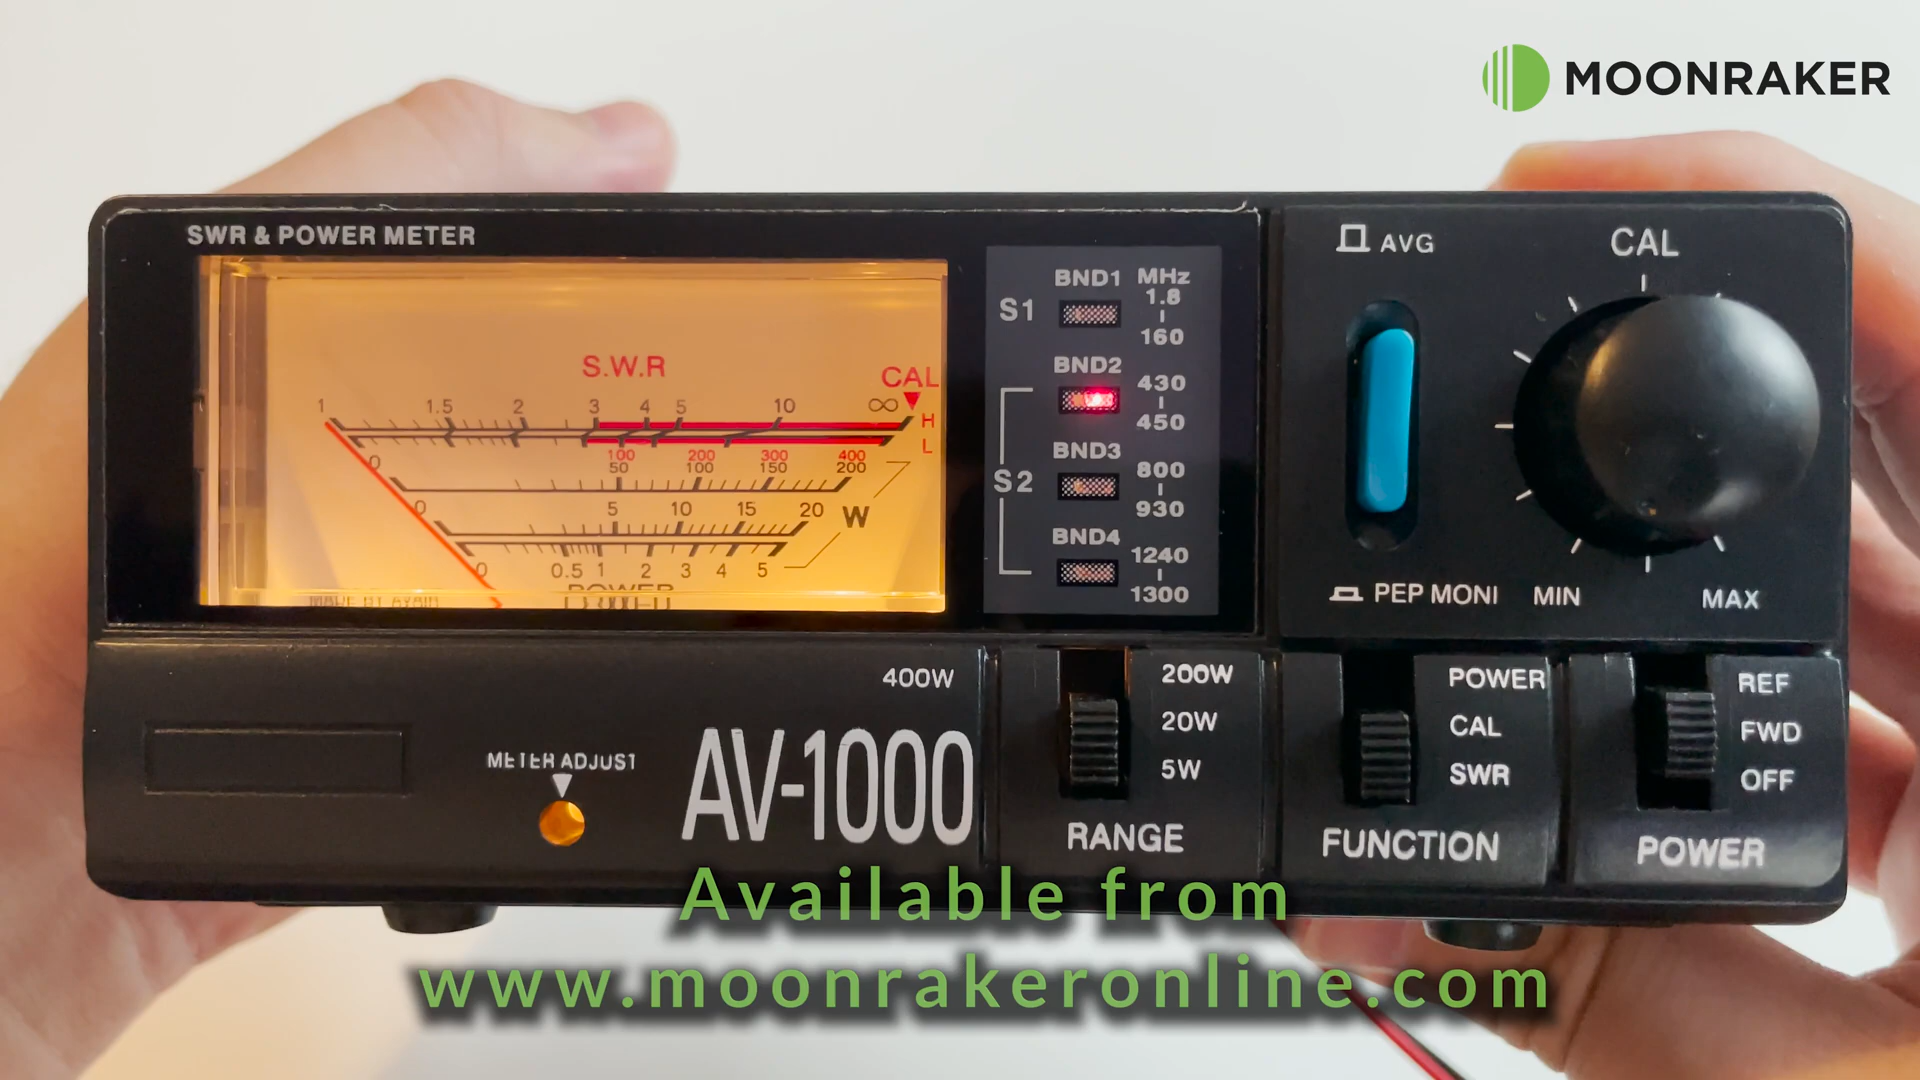 MOONRAKER
SWR & POWER METER
S.W.R
CAL
1 1.5 2 3 4 5 10 ∞
H
L
100 200 300 400
0 50 100 150 200
0 5 10 15 20
W
0 0.5 1 2 3 4 5
POWER
BND1 MHz
S1
1.8
160
BND2
430
450
BND3
S2
800
930
BND4
1240
1300
AVG
CAL
PEP MONI
MIN
MAX
400W
METER ADJUST
AV-1000
200W
20W
5W
RANGE
POWER
CAL
SWR
FUNCTION
REF
FWD
OFF
POWER
Available from
www.moonrakeronline.com